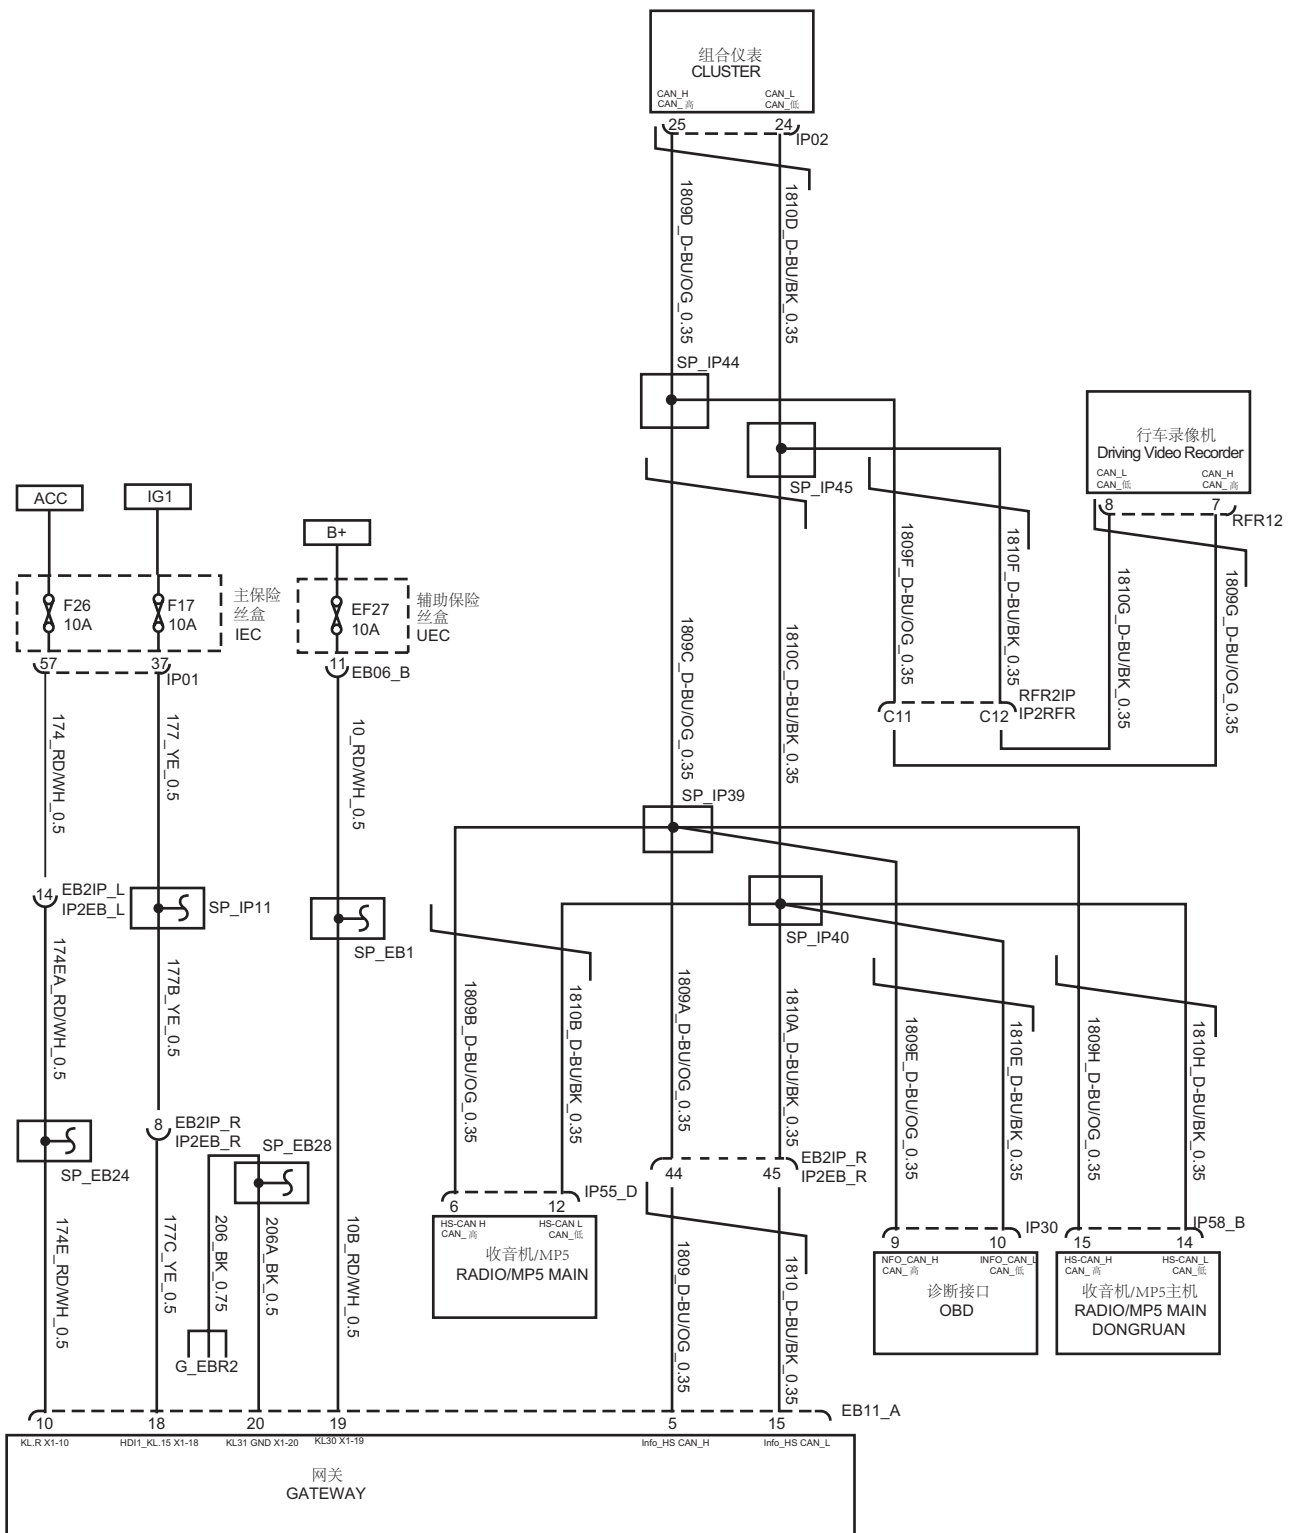 组合仪表
CLUSTER
CAN_H
CAN_高
CAN_L
CAN_低
25
24
IP02
1809D_D-BU/OG_0.35
1810D_D-BU/BK_0.35
SP_IP44
SP_IP45
行车录像机
Driving Video Recorder
CAN_L
CAN_低
CAN_H
CAN_高
8
7
RFR12
ACC
IG1
B+
F26
10A
F17
10A
主保险
丝盒
IEC
EF27
10A
辅助保险
丝盒
UEC
57
37
IP01
11
EB06_B
1809F_D-BU/OG_0.35
1810F_D-BU/BK_0.35
1810G_D-BU/BK_0.35
1809G_D-BU/OG_0.35
1809C_D-BU/OG_0.35
1810C_D-BU/BK_0.35
RFR2IP
IP2RFR
C11
C12
174_RD/WH_0.5
177_YE_0.5
10_RD/WH_0.5
SP_IP39
14
EB2IP_L
IP2EB_L
SP_IP11
SP_EB1
SP_IP40
174EA_RD/WH_0.5
177B_YE_0.5
1809B_D-BU/OG_0.35
1810B_D-BU/BK_0.35
1809A_D-BU/OG_0.35
1810A_D-BU/BK_0.35
1809E_D-BU/OG_0.35
1810E_D-BU/BK_0.35
1809H_D-BU/OG_0.35
1810H_D-BU/BK_0.35
8
EB2IP_R
IP2EB_R
SP_EB28
SP_EB24
44
45
EB2IP_R
IP2EB_R
6
12
IP55_D
HS-CAN H
CAN_高
HS-CAN L
CAN_低
收音机/MP5
RADIO/MP5 MAIN
9
10
IP30
NFO_CAN_H
CAN_高
INFO_CAN_L
CAN_低
诊断接口
OBD
15
14
IP58_B
HS-CAN_H
CAN_高
HS-CAN_L
CAN_低
收音机/MP5主机
RADIO/MP5 MAIN
DONGRUAN
174E_RD/WH_0.5
177C_YE_0.5
206_BK_0.75
206A_BK_0.5
10B_RD/WH_0.5
1809_D-BU/OG_0.35
1810_D-BU/BK_0.35
G_EBR2
EB11_A
10
18
20
19
5
15
KL.R X1-10
HDI1_KL.15 X1-18
KL31 GND X1-20
KL30 X1-19
Info_HS CAN_H
Info_HS CAN_L
网关
GATEWAY